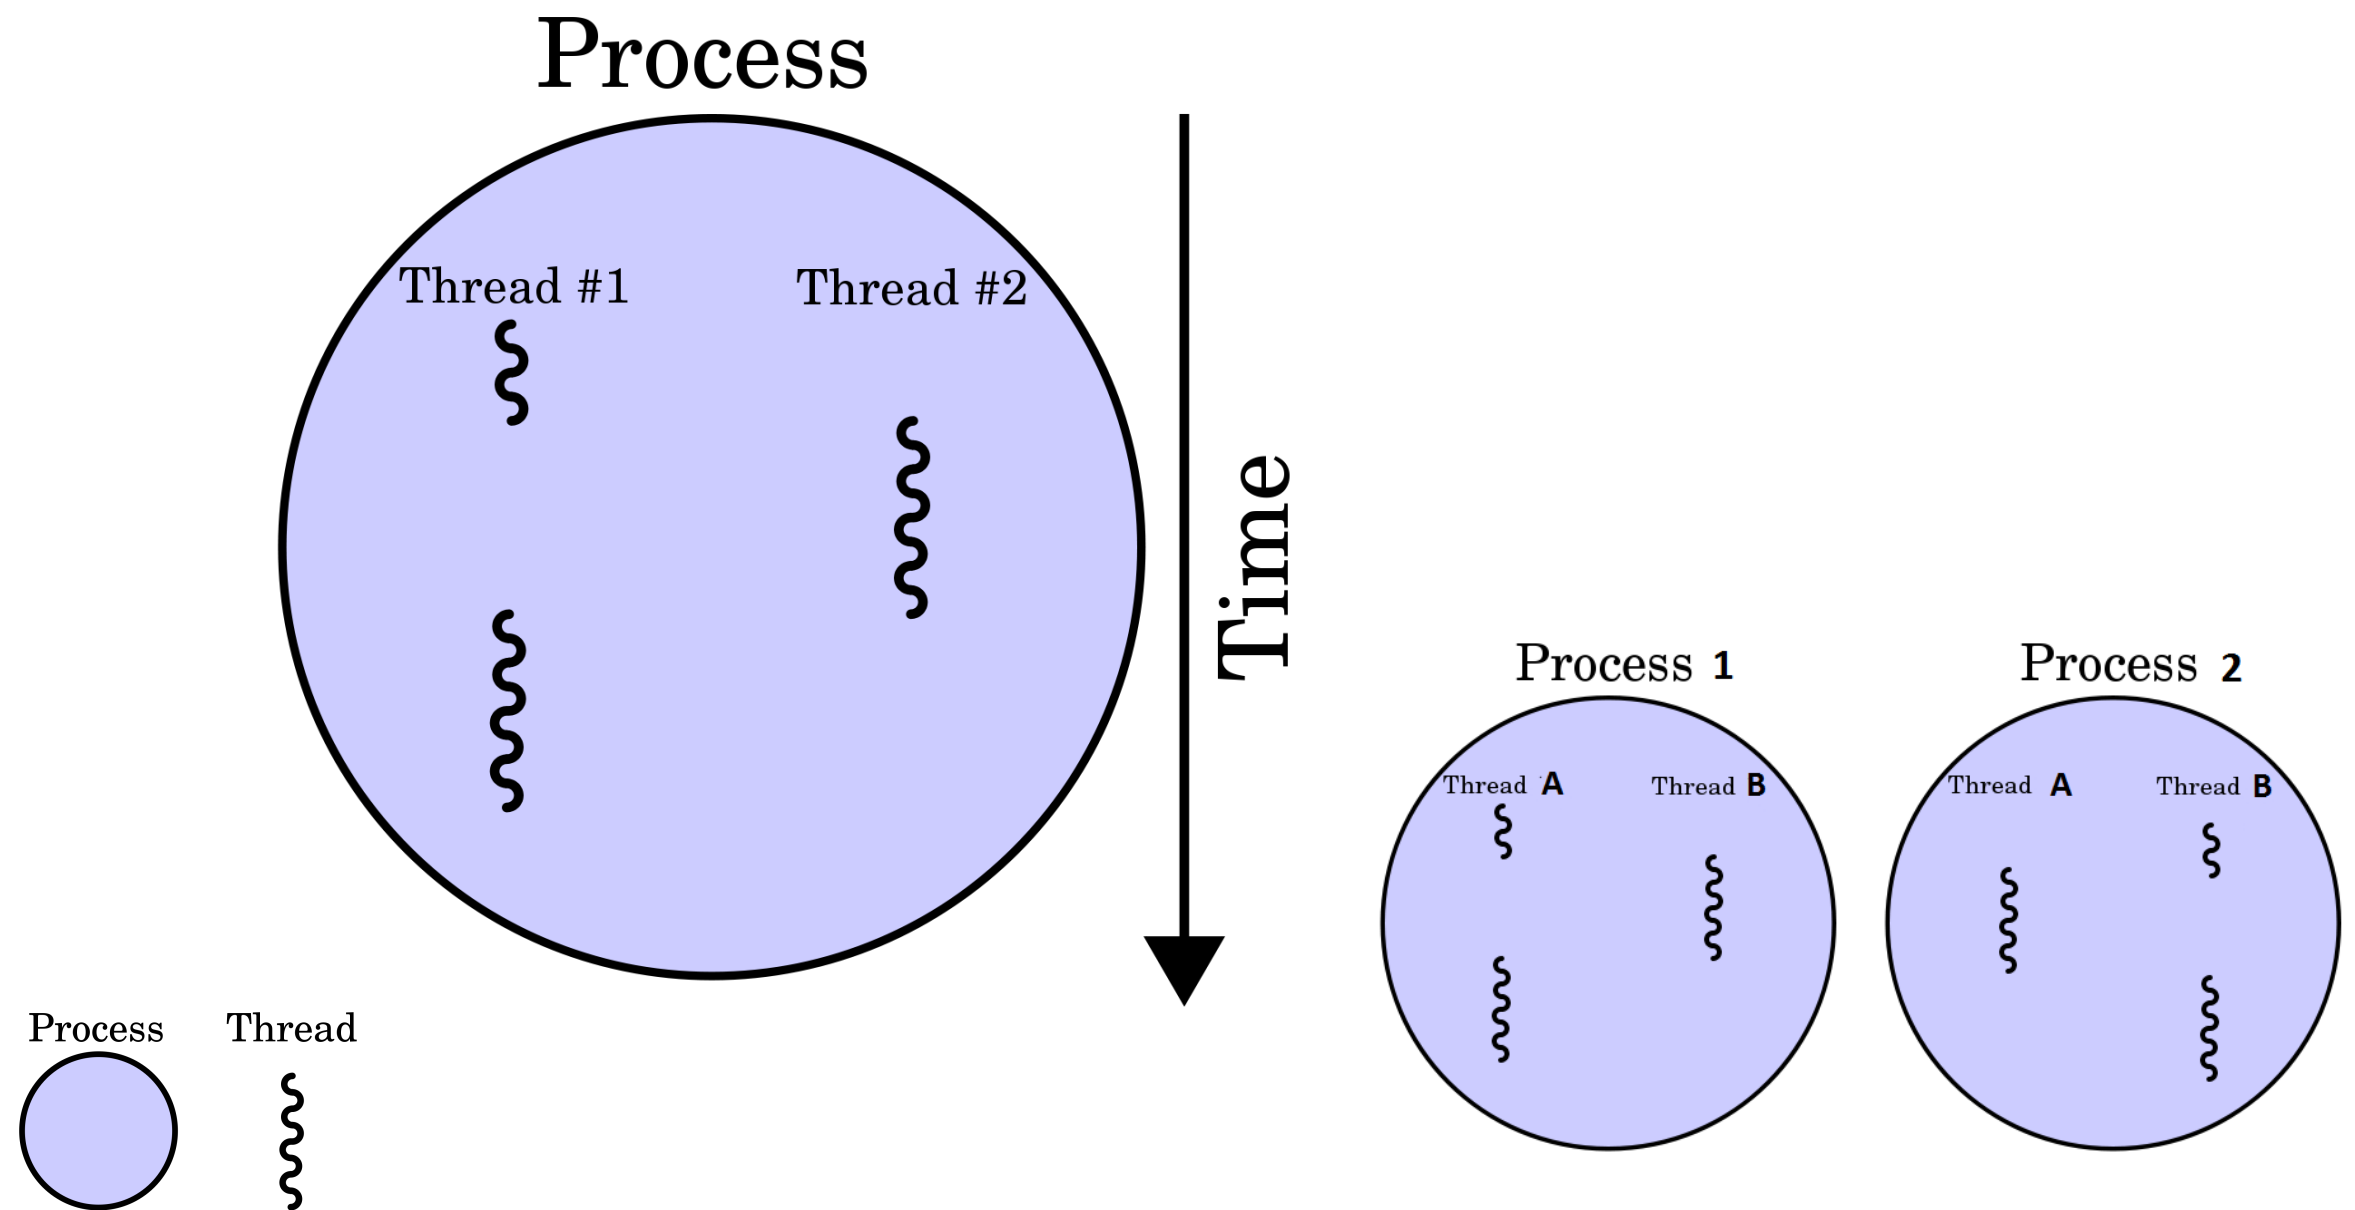 Process
Thread #1
Thread #2
Time
Process 1
Process 2
Thread A
Thread B
Thread A
Thread B
Process
Thread